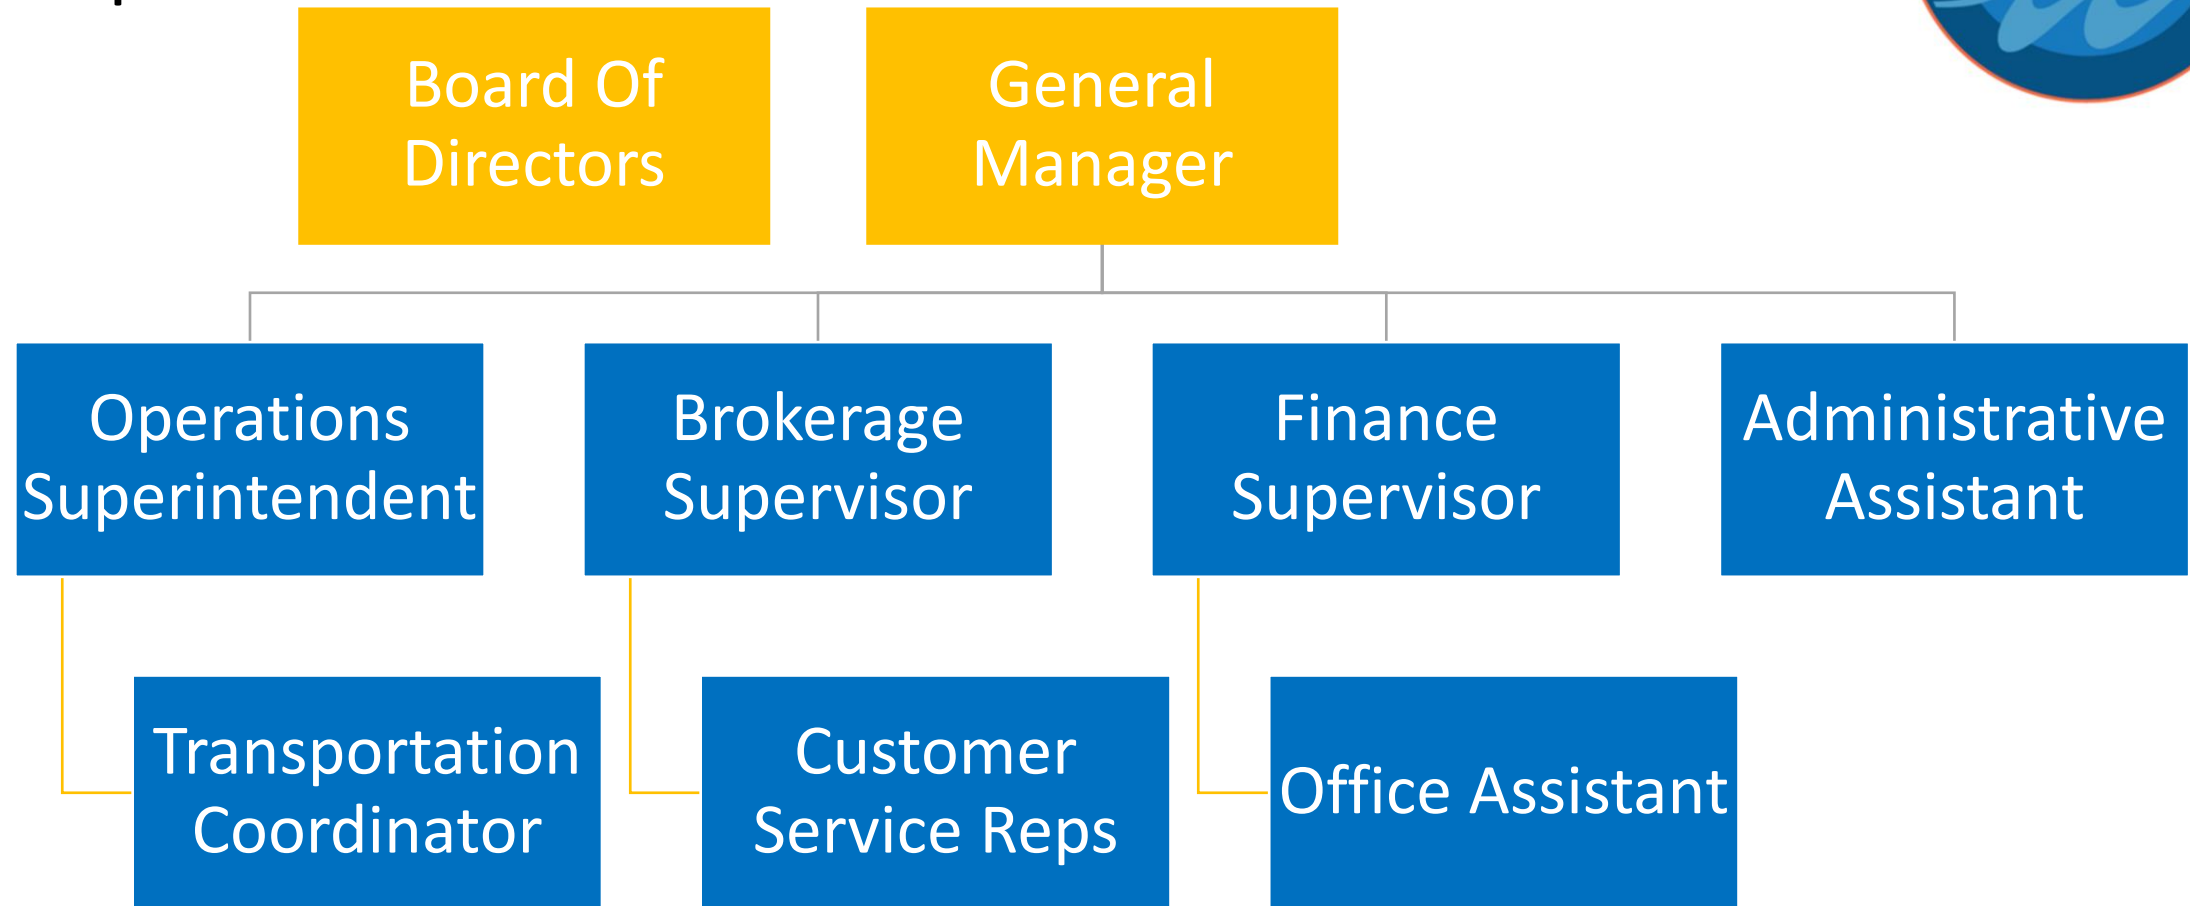 Board Of
Directors
General
Manager
Operations
Superintendent
Brokerage
Supervisor
Finance
Supervisor
Administrative
Assistant
Transportation
Coordinator
Customer
Service Reps
Office Assistant